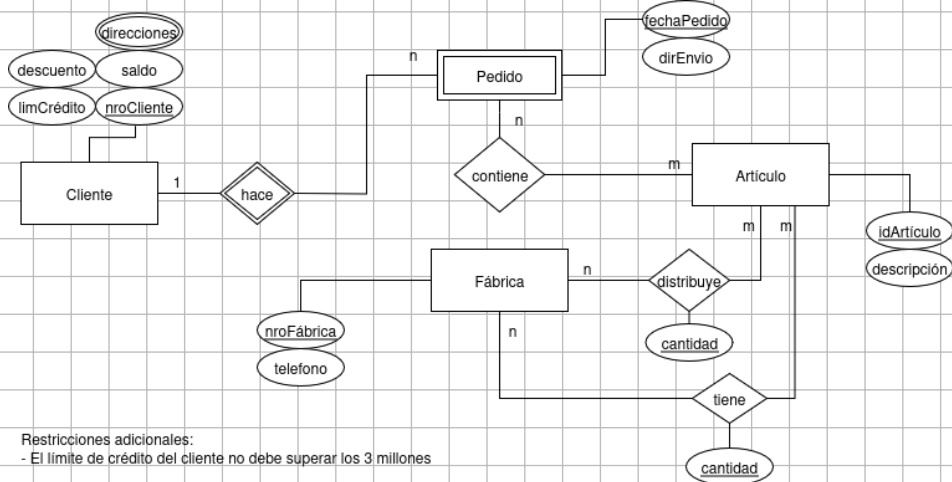 direcciones
descuento
saldo
limCrédito
nroCliente
Cliente
1
hace
n
Pedido
fechaPedido
dirEnvio
n
contiene
m
Artículo
idArtículo
descripción
m
m
Fábrica
n
distribuye
cantidad
nroFábrica
telefono
n
tiene
cantidad
Restricciones adicionales:
- El límite de crédito del cliente no debe superar los 3 millones